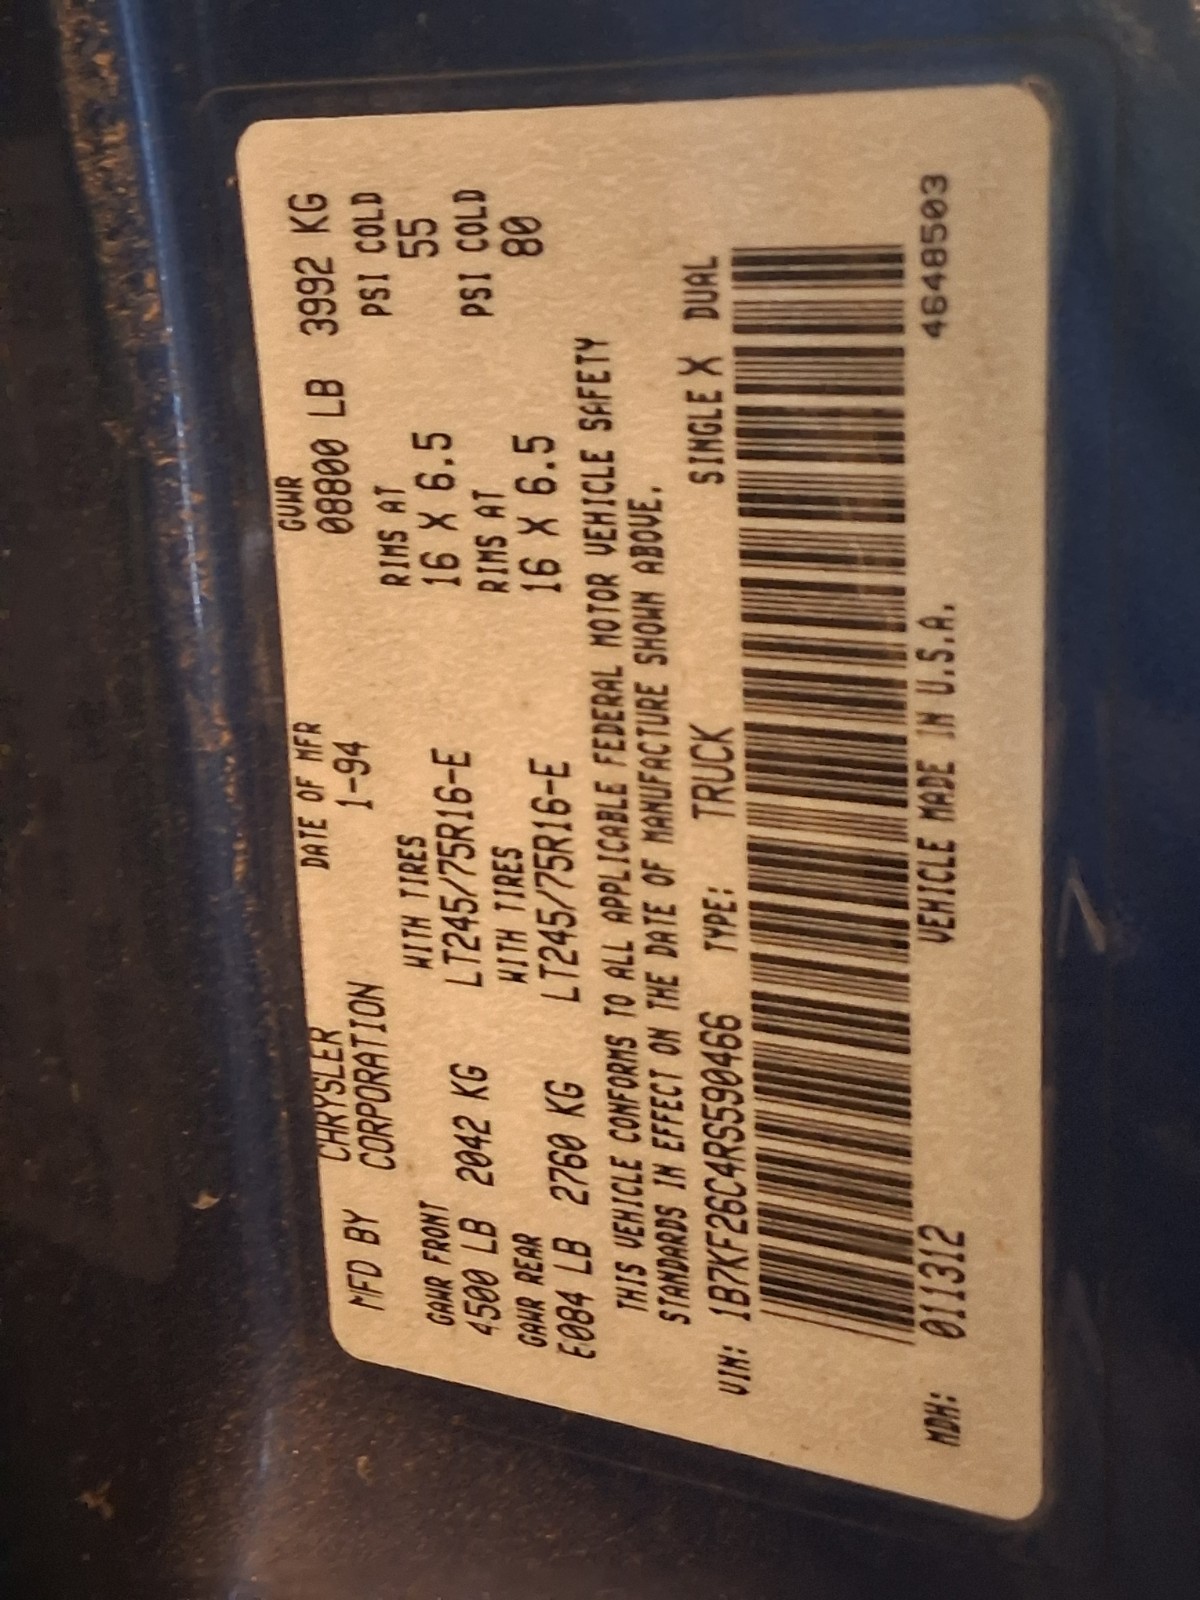 MFD BY CHRYSLER CORPORATION DATE OF MFR 1-94 GVWR 08800 LB 3992 KG
GAWR FRONT WITH TIRES RIMS AT PSI COLD
4500 LB 2042 KG LT245/75R16-E 16 X 6.5 55
GAWR REAR WITH TIRES RIMS AT PSI COLD
6084 LB 2760 KG LT245/75R16-E 16 X 6.5 80
THIS VEHICLE CONFORMS TO ALL APPLICABLE FEDERAL MOTOR VEHICLE SAFETY
STANDARDS IN EFFECT ON THE DATE OF MANUFACTURE SHOWN ABOVE.
VIN: 1B7KF26C4RS590466 TYPE: TRUCK SINGLE X DUAL
MDH: 011312 VEHICLE MADE IN U.S.A. 4648503